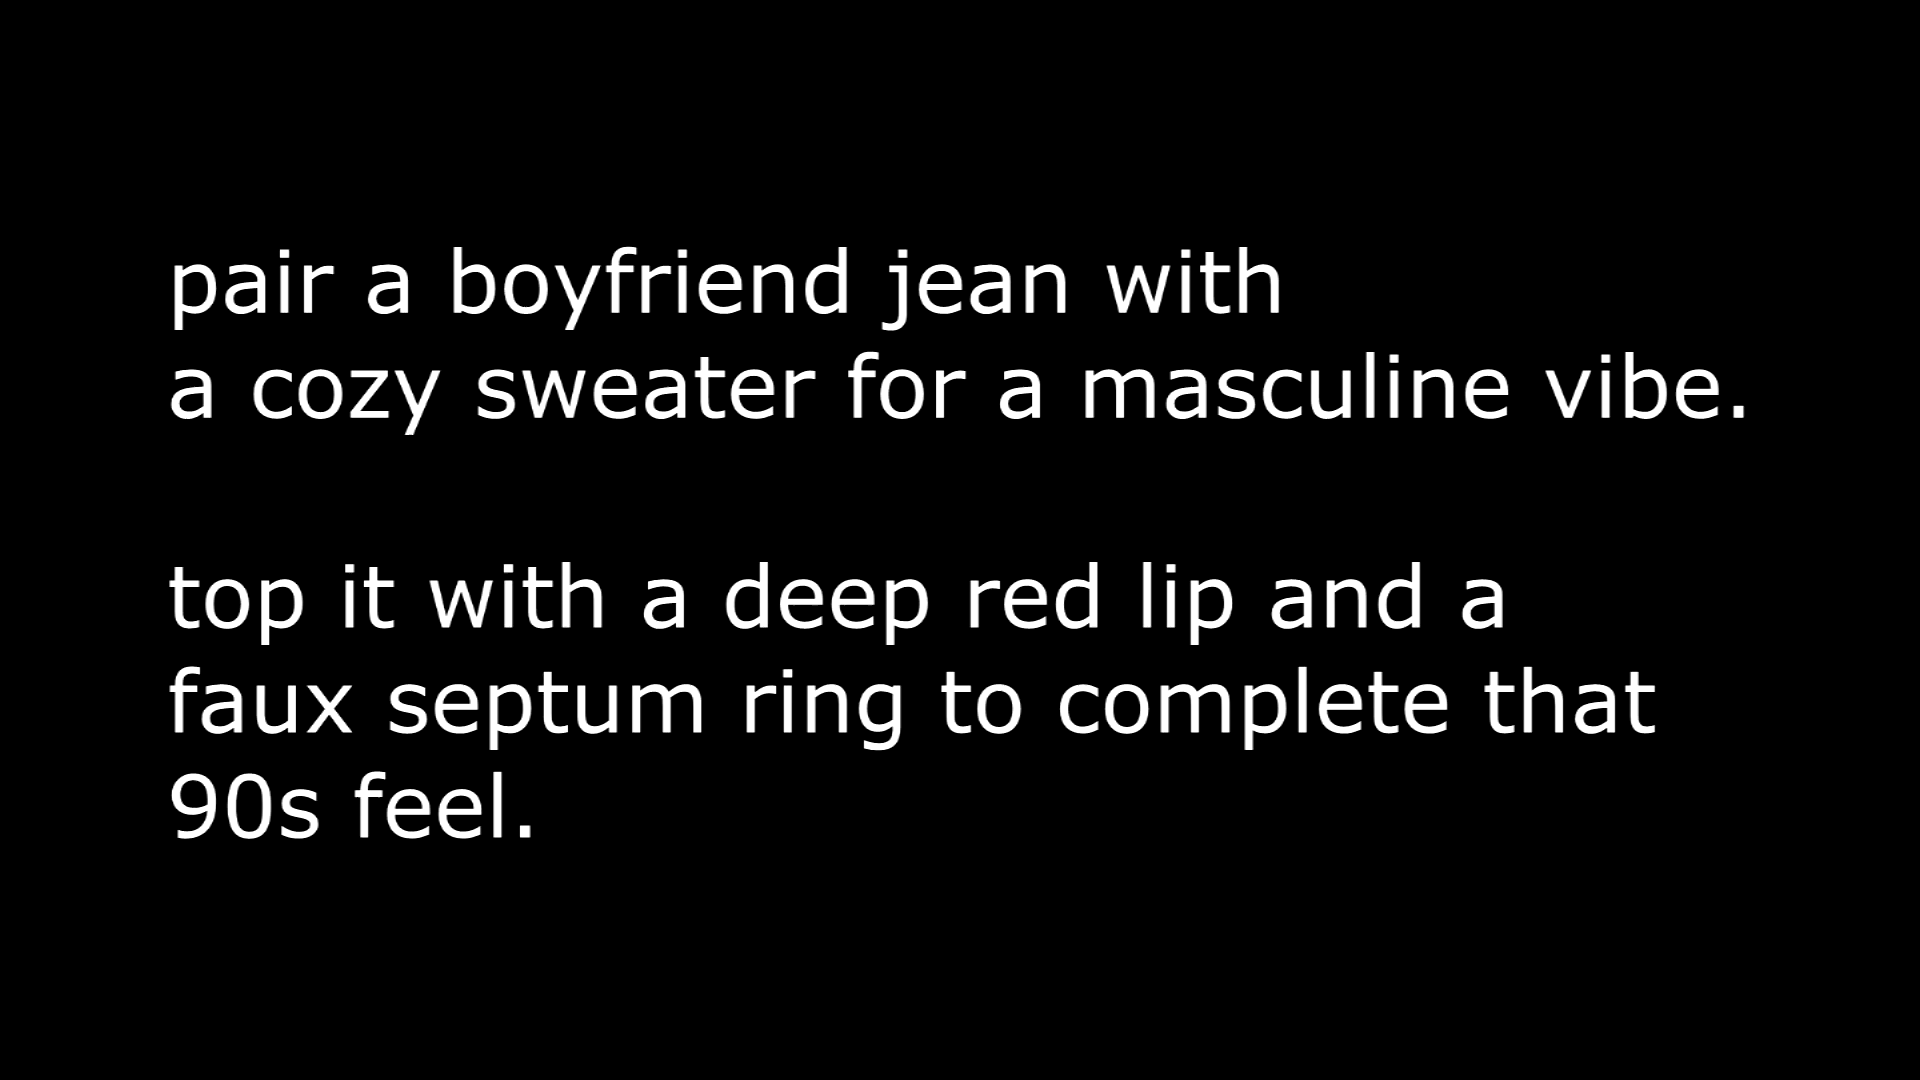 pair a boyfriend jean with
a cozy sweater for a masculine vibe.
top it with a deep red lip and a
faux septum ring to complete that
90s feel.